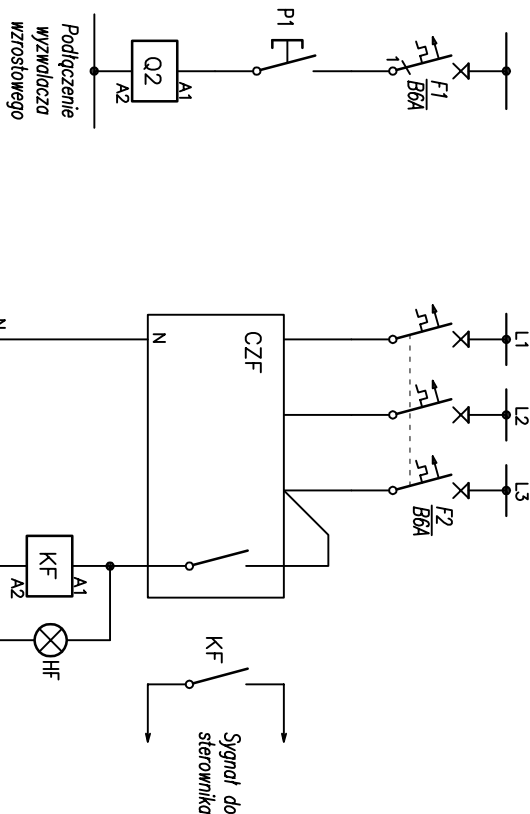 P1
F1
B6A
1
A1
Q2
A2
Podłączenie
wyzwalacza
wzrostowego
L1
L2
L3
F2
B6A
CZF
N
N
A1
KF
A2
HF
KF
Sygnał do
sterownika